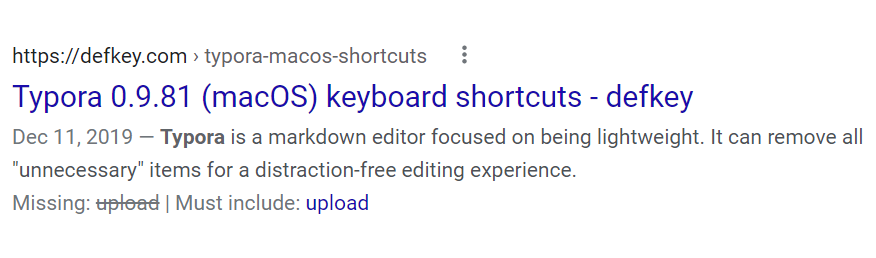 https://defkey.com › typora-macos-shortcuts
Typora 0.9.81 (macOS) keyboard shortcuts - defkey
Dec 11, 2019 — Typora is a markdown editor focused on being lightweight. It can remove all
"unnecessary" items for a distraction-free editing experience.
Missing: upload | Must include: upload